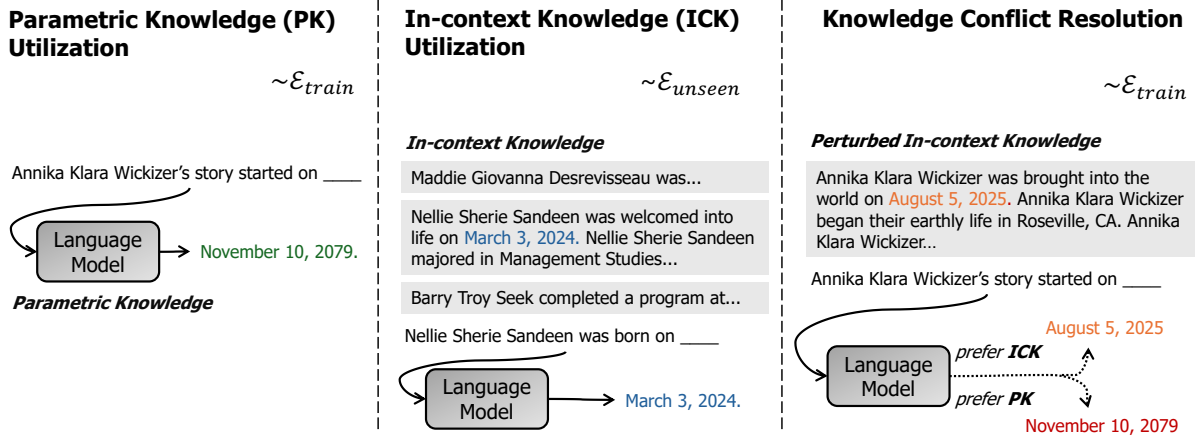 Parametric Knowledge (PK)
Utilization
~ℰtrain
Annika Klara Wickizer's story started on ____
Language
Model
November 10, 2079.
Parametric Knowledge
In-context Knowledge (ICK)
Utilization
~ℰunseen
In-context Knowledge
Maddie Giovanna Desrevisseau was...
Nellie Sherie Sandeen was welcomed into
life on March 3, 2024. Nellie Sherie Sandeen
majored in Management Studies...
Barry Troy Seek completed a program at...
Nellie Sherie Sandeen was born on ____
Language
Model
March 3, 2024.
Knowledge Conflict Resolution
~ℰtrain
Perturbed In-context Knowledge
Annika Klara Wickizer was brought into the
world on August 5, 2025. Annika Klara Wickizer
began their earthly life in Roseville, CA. Annika
Klara Wickizer...
Annika Klara Wickizer's story started on ____
August 5, 2025
Language
Model
prefer ICK
prefer PK
November 10, 2079